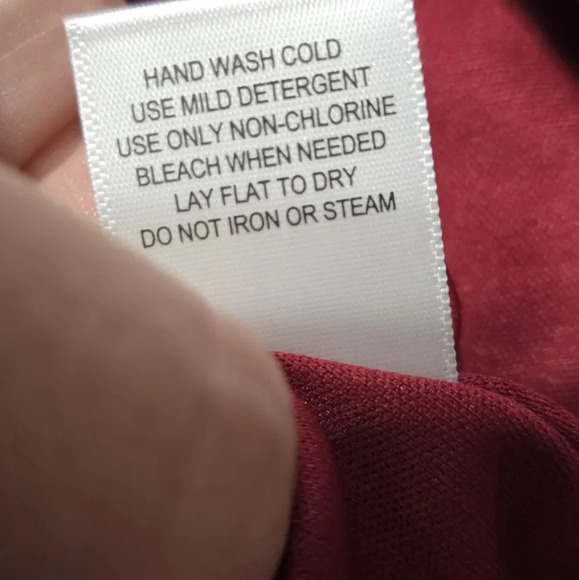 HAND WASH COLD
USE MILD DETERGENT
USE ONLY NON-CHLORINE
BLEACH WHEN NEEDED
LAY FLAT TO DRY
DO NOT IRON OR STEAM